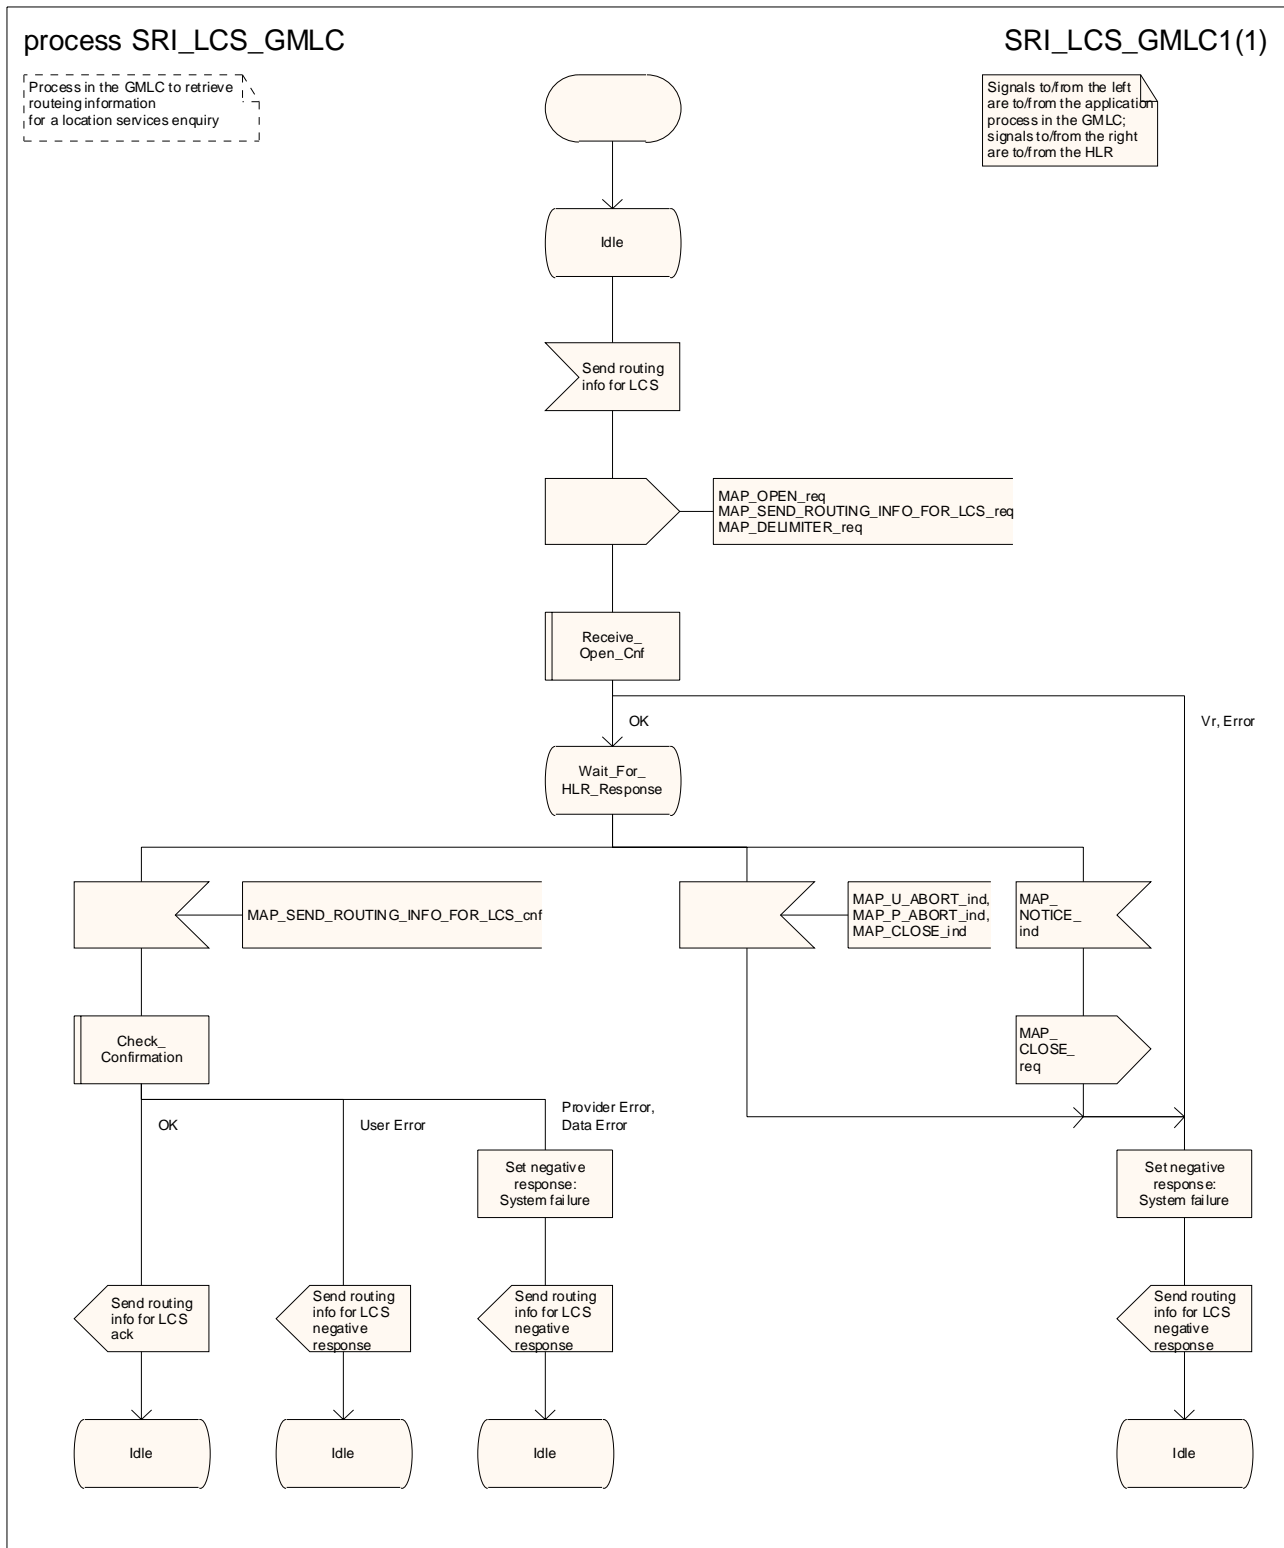 process SRI_LCS_GMLC
SRI_LCS_GMLC1(1)
Process in the GMLC to retrieve
routeing information
for a location services enquiry
Signals to/from the left
are to/from the application
process in the GMLC;
signals to/from the right
are to/from the HLR
Idle
Send routing
info for LCS
MAP_OPEN_req
MAP_SEND_ROUTING_INFO_FOR_LCS_req
MAP_DELIMITER_req
Receive_
Open_Cnf
OK
Vr, Error
Wait_For_
HLR_Response
MAP_SEND_ROUTING_INFO_FOR_LCS_cnf
MAP_U_ABORT_ind,
MAP_P_ABORT_ind,
MAP_CLOSE_ind
MAP_
NOTICE_
ind
Check_
Confirmation
MAP_
CLOSE_
req
OK
User Error
Provider Error,
Data Error
Set negative
response:
System failure
Set negative
response:
System failure
Send routing
info for LCS
ack
Send routing
info for LCS
negative
response
Send routing
info for LCS
negative
response
Send routing
info for LCS
negative
response
Idle
Idle
Idle
Idle